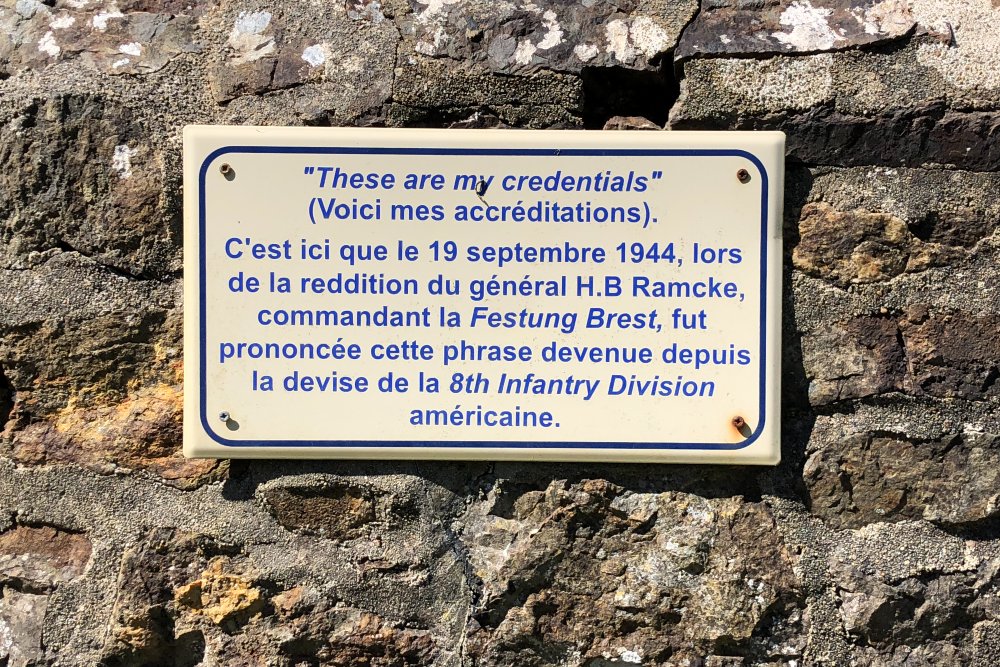 "These are my credentials"
(Voici mes accréditations).
C'est ici que le 19 septembre 1944, lors
de la reddition du général H.B Ramcke,
commandant la Festung Brest, fut
prononcée cette phrase devenue depuis
la devise de la 8th Infantry Division
américaine.